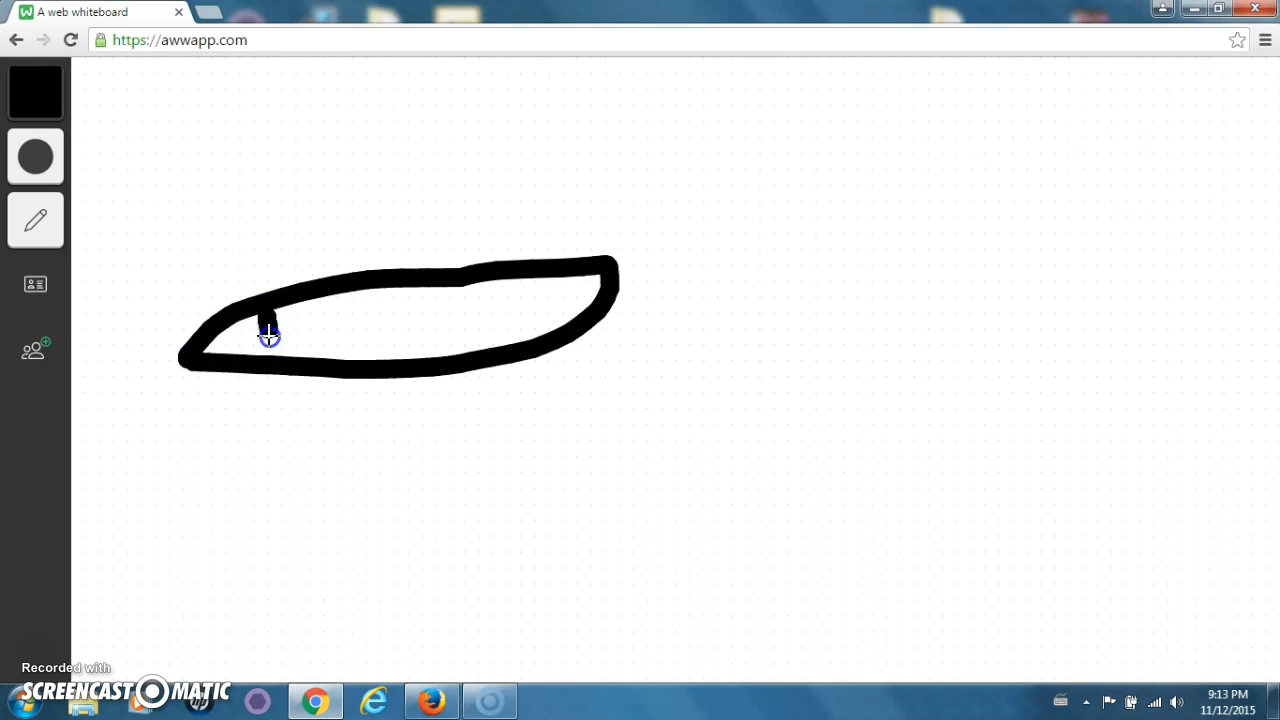 A web whiteboard
https://awwapp.com
Recorded with
SCREENCAST O MATIC
9:13 PM
11/12/2015